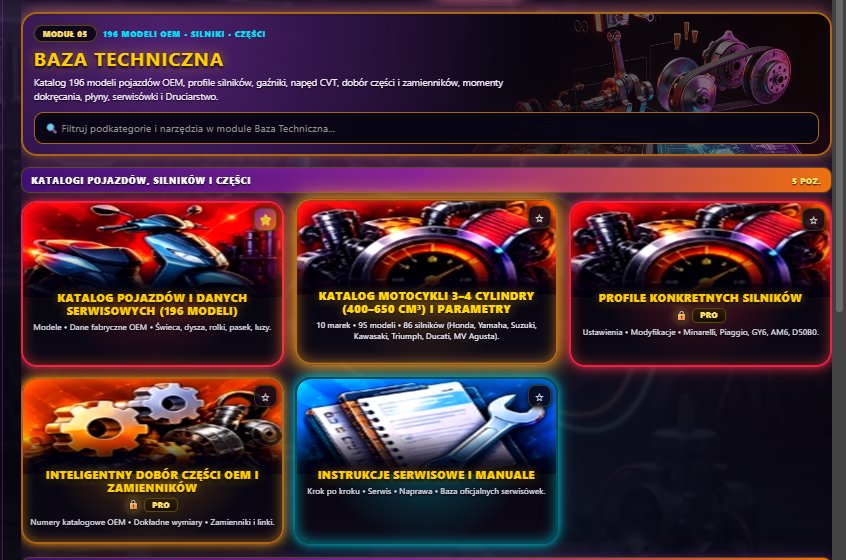 MODUŁ 05
196 MODELI OEM - SILNIKI - CZĘŚCI
BAZA TECHNICZNA
Katalog 196 modeli pojazdów OEM, profile silników, gaźniki, napęd CVT, dobór części i zamienników, momenty
dokręcania, płyny, serwisówki i Druciarstwo.
Filtruj podkategorie i narzędzia w module Baza Techniczna...
KATALOGI POJAZDÓW, SILNIKÓW I CZĘŚCI
5 POZ.
KATALOG POJAZDÓW I DANYCH
SERWISOWYCH (196 MODELI)
Modele • Dane fabryczne OEM • Świeca, dysza, rolki, pasek, luzy.
KATALOG MOTOCYKLI 3–4 CYLINDRY
(400–650 CM³) I PARAMETRY
10 marek • 95 modeli • 86 silników (Honda, Yamaha, Suzuki,
Kawasaki, Triumph, Ducati, MV Agusta).
PROFILE KONKRETNYCH SILNIKÓW
PRO
Ustawienia • Modyfikacje • Minarelli, Piaggio, GY6, AM6, D50B0.
INTELIGENTNY DOBÓR CZĘŚCI OEM I
ZAMIENNIKÓW
PRO
Numery katalogowe OEM • Dokładne wymiary • Zamienniki i linki.
INSTRUKCJE SERWISOWE I MANUALE
Krok po kroku • Serwis • Naprawa • Baza oficjalnych serwisówek.